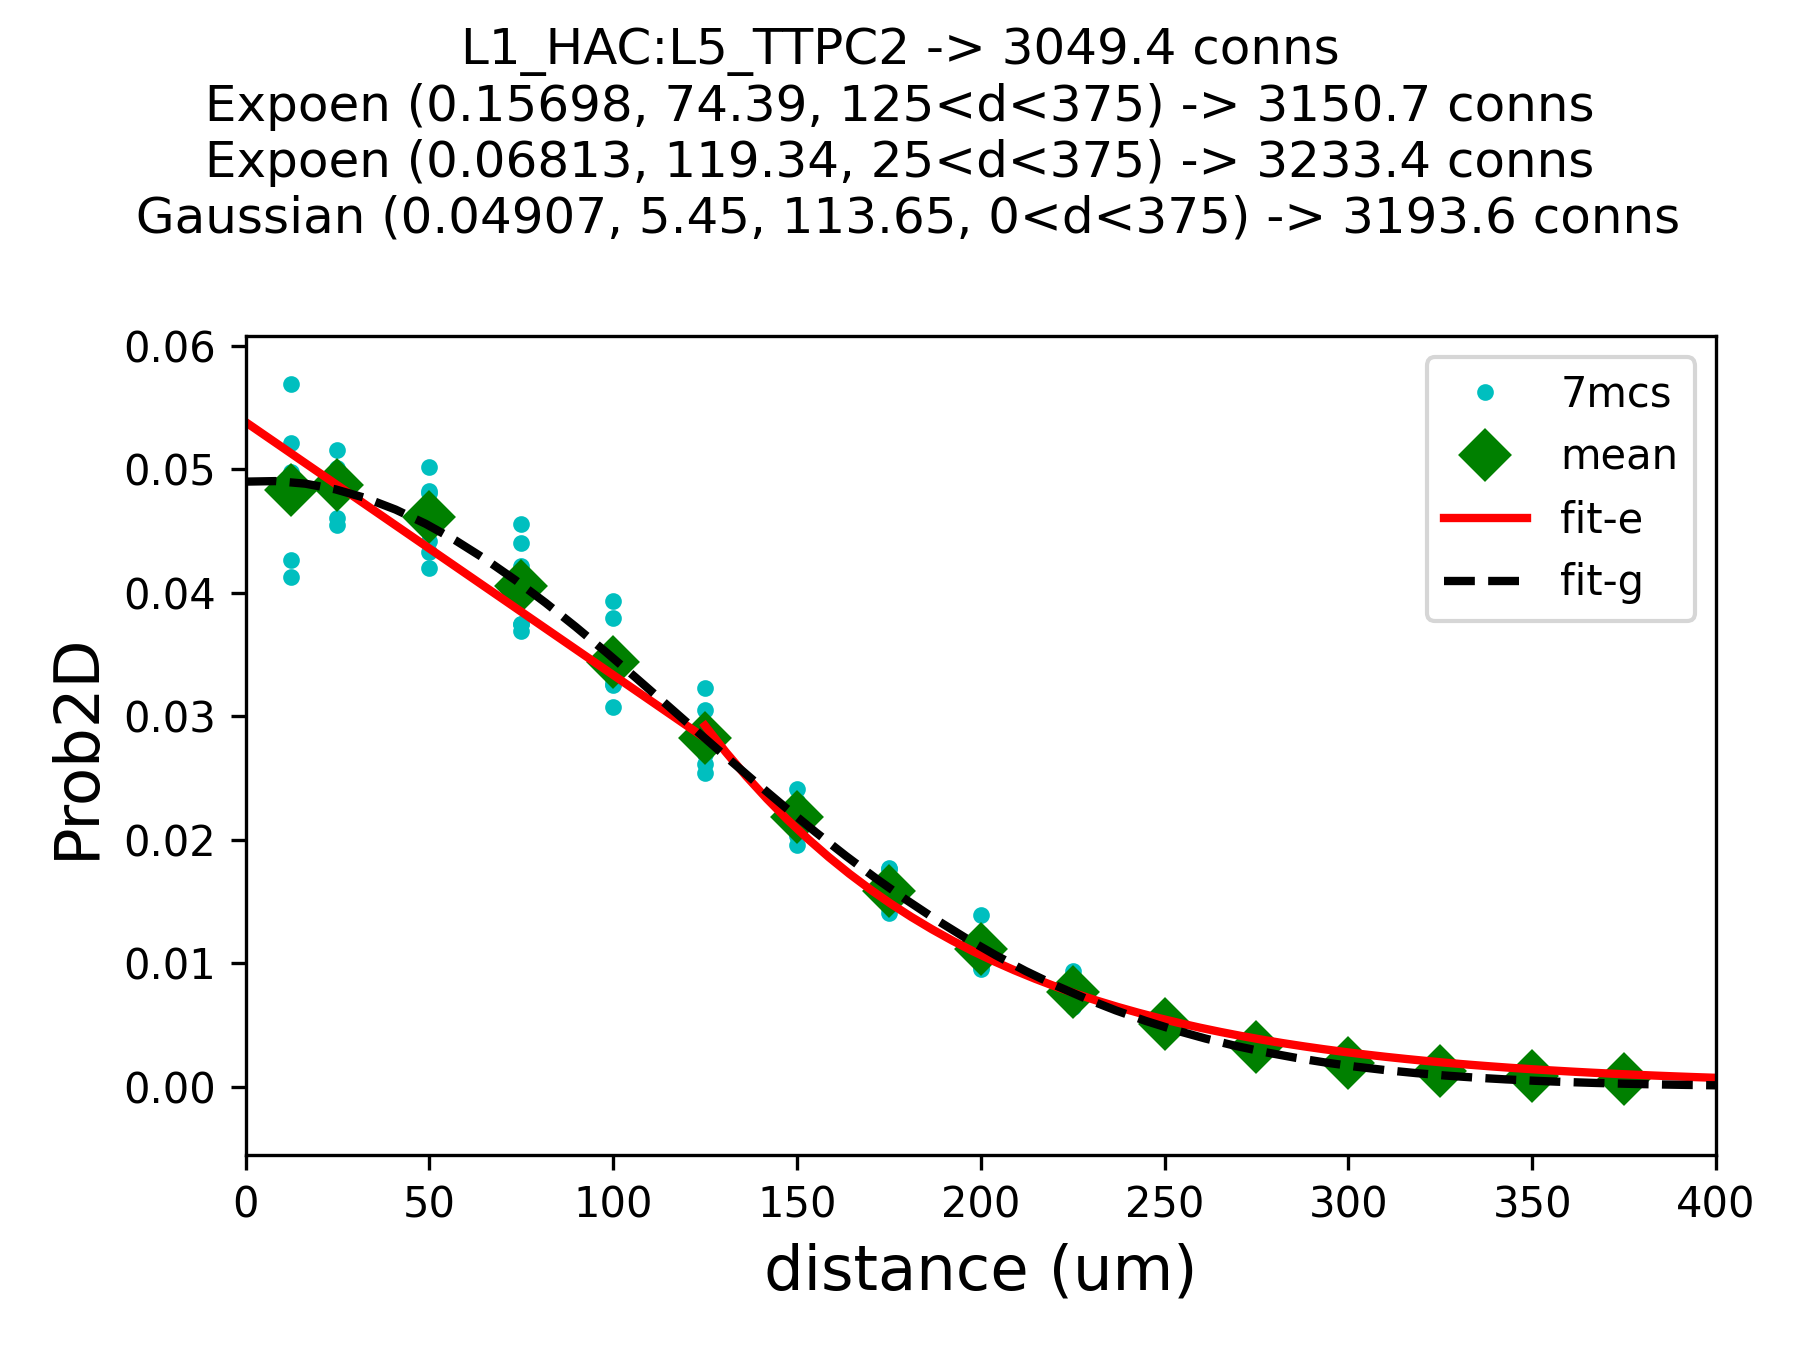 L1_HAC:L5_TTPC2 -> 3049.4 conns
Expoen (0.15698, 74.39, 125<d<375) -> 3150.7 conns
Expoen (0.06813, 119.34, 25<d<375) -> 3233.4 conns
Gaussian (0.04907, 5.45, 113.65, 0<d<375) -> 3193.6 conns
7mcs
mean
fit-e
fit-g
Prob2D
0.06
0.05
0.04
0.03
0.02
0.01
0.00
0 50 100 150 200 250 300 350 400
distance (um)